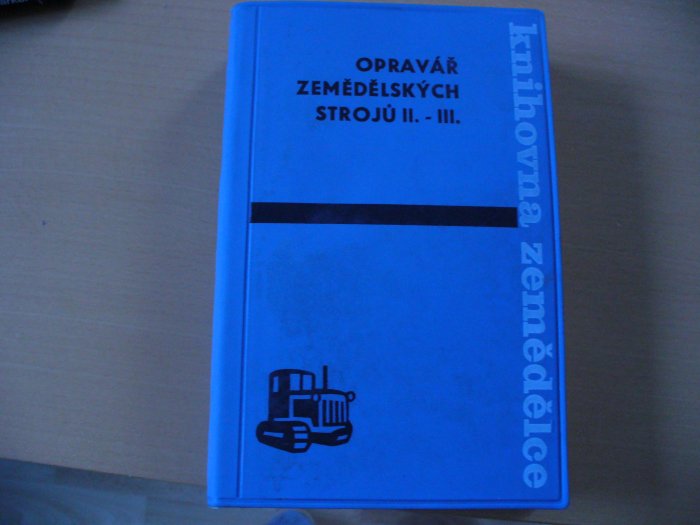 OPRAVÁŘ
ZEMĚDĚLSKÝCH
STROJŮ II. - III.
knihovna zemědělce